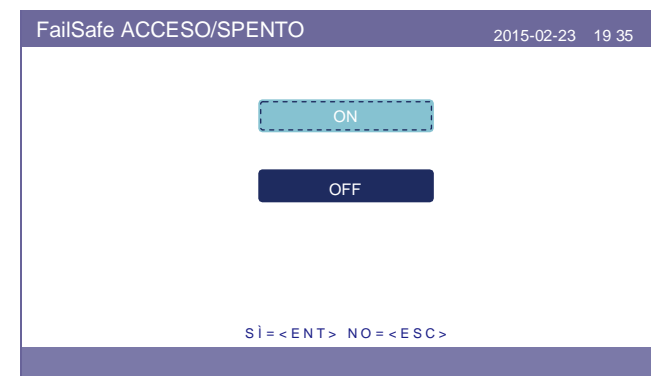 FailSafe ACCESO/SPENTO 2015-02-23 19 35
ON
OFF
SÌ=<ENT> NO=<ESC>